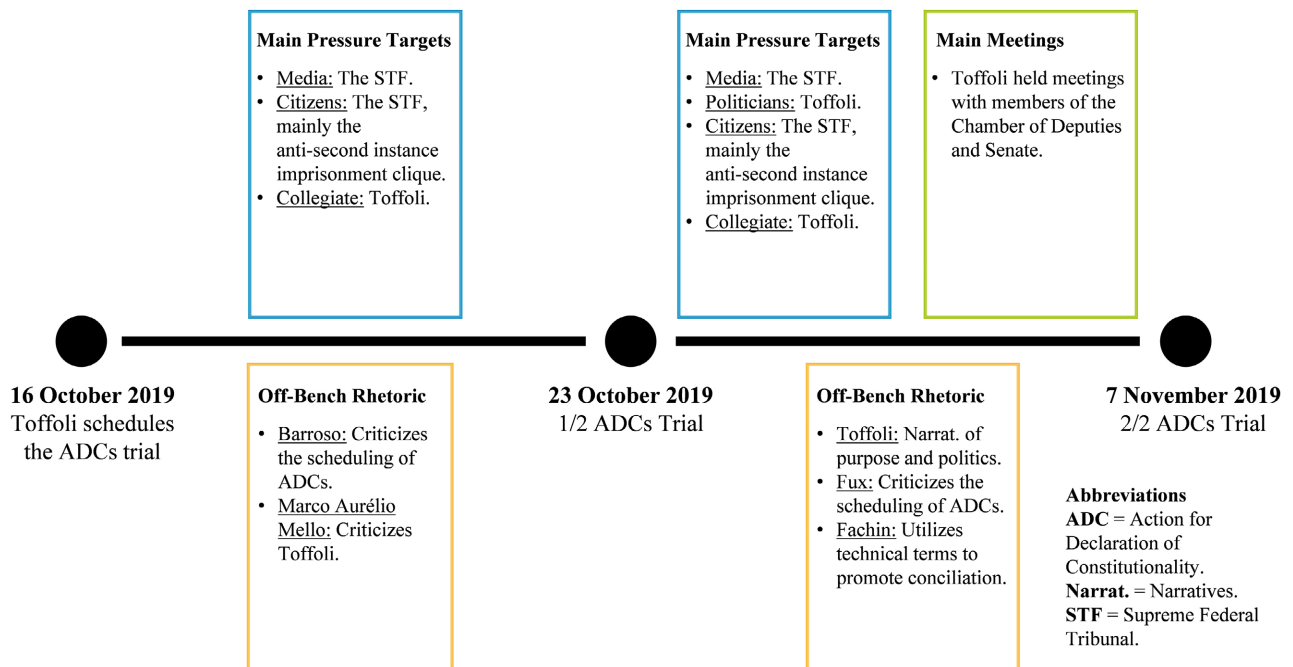 Main Pressure Targets
• Media: The STF.
• Citizens: The STF,
mainly the
anti-second instance
imprisonment clique.
• Collegiate: Toffoli.
Main Pressure Targets
• Media: The STF.
• Politicians: Toffoli.
• Citizens: The STF,
mainly the
anti-second instance
imprisonment clique.
• Collegiate: Toffoli.
Main Meetings
• Toffoli held meetings
with members of the
Chamber of Deputies
and Senate.
16 October 2019
Toffoli schedules
the ADCs trial
Off-Bench Rhetoric
• Barroso: Criticizes
the scheduling of
ADCs.
• Marco Aurélio
Mello: Criticizes
Toffoli.
23 October 2019
1/2 ADCs Trial
Off-Bench Rhetoric
• Toffoli: Narrat. of
purpose and politics.
• Fux: Criticizes the
scheduling of ADCs.
• Fachin: Utilizes
technical terms to
promote conciliation.
7 November 2019
2/2 ADCs Trial
Abbreviations
ADC = Action for
Declaration of
Constitutionality.
Narrat. = Narratives.
STF = Supreme Federal
Tribunal.